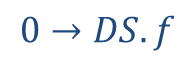 0 → DS.f